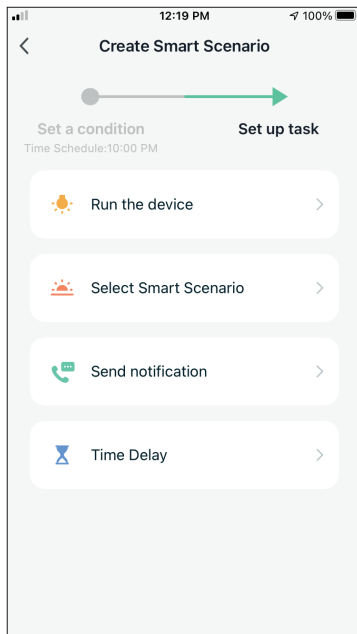 12:19 PM
100%
Create Smart Scenario
Set a condition
Set up task
Time Schedule:10:00 PM
Run the device
Select Smart Scenario
Send notification
Time Delay